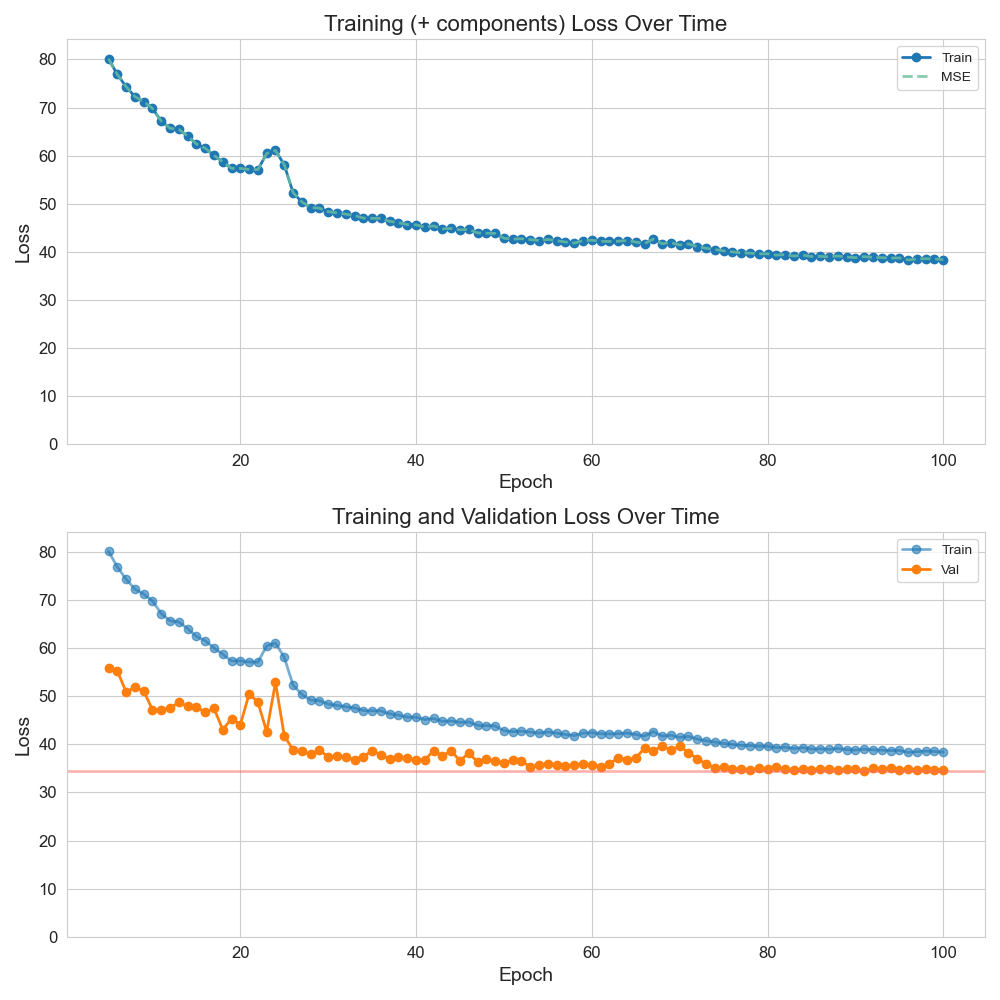 Training (+ components) Loss Over Time
80
70
60
50
40
30
20
10
0
Loss
Train
MSE
20 40 60 80 100
Epoch
Training and Validation Loss Over Time
80
70
60
50
40
30
20
10
0
Loss
Train
Val
20 40 60 80 100
Epoch